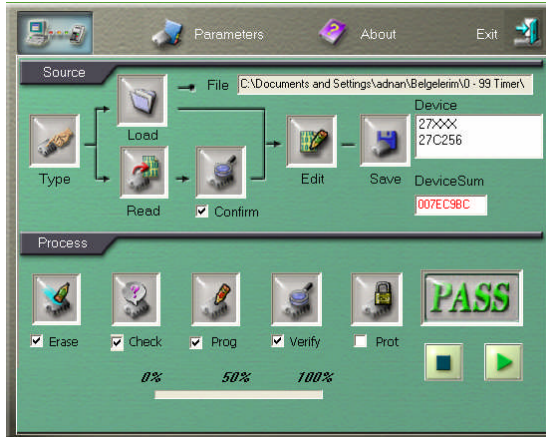 Parameters
About
Exit
Source
File
C:\Documents and Settings\adnan\Belgelerim\0 - 99 Timer\
Load
Device
27XXX
27C256
Type
Edit
Save
DeviceSum
007EC9BC
Read
Confirm
Process
PASS
Erase
Check
Prog
Verify
Prot
0%
50%
100%